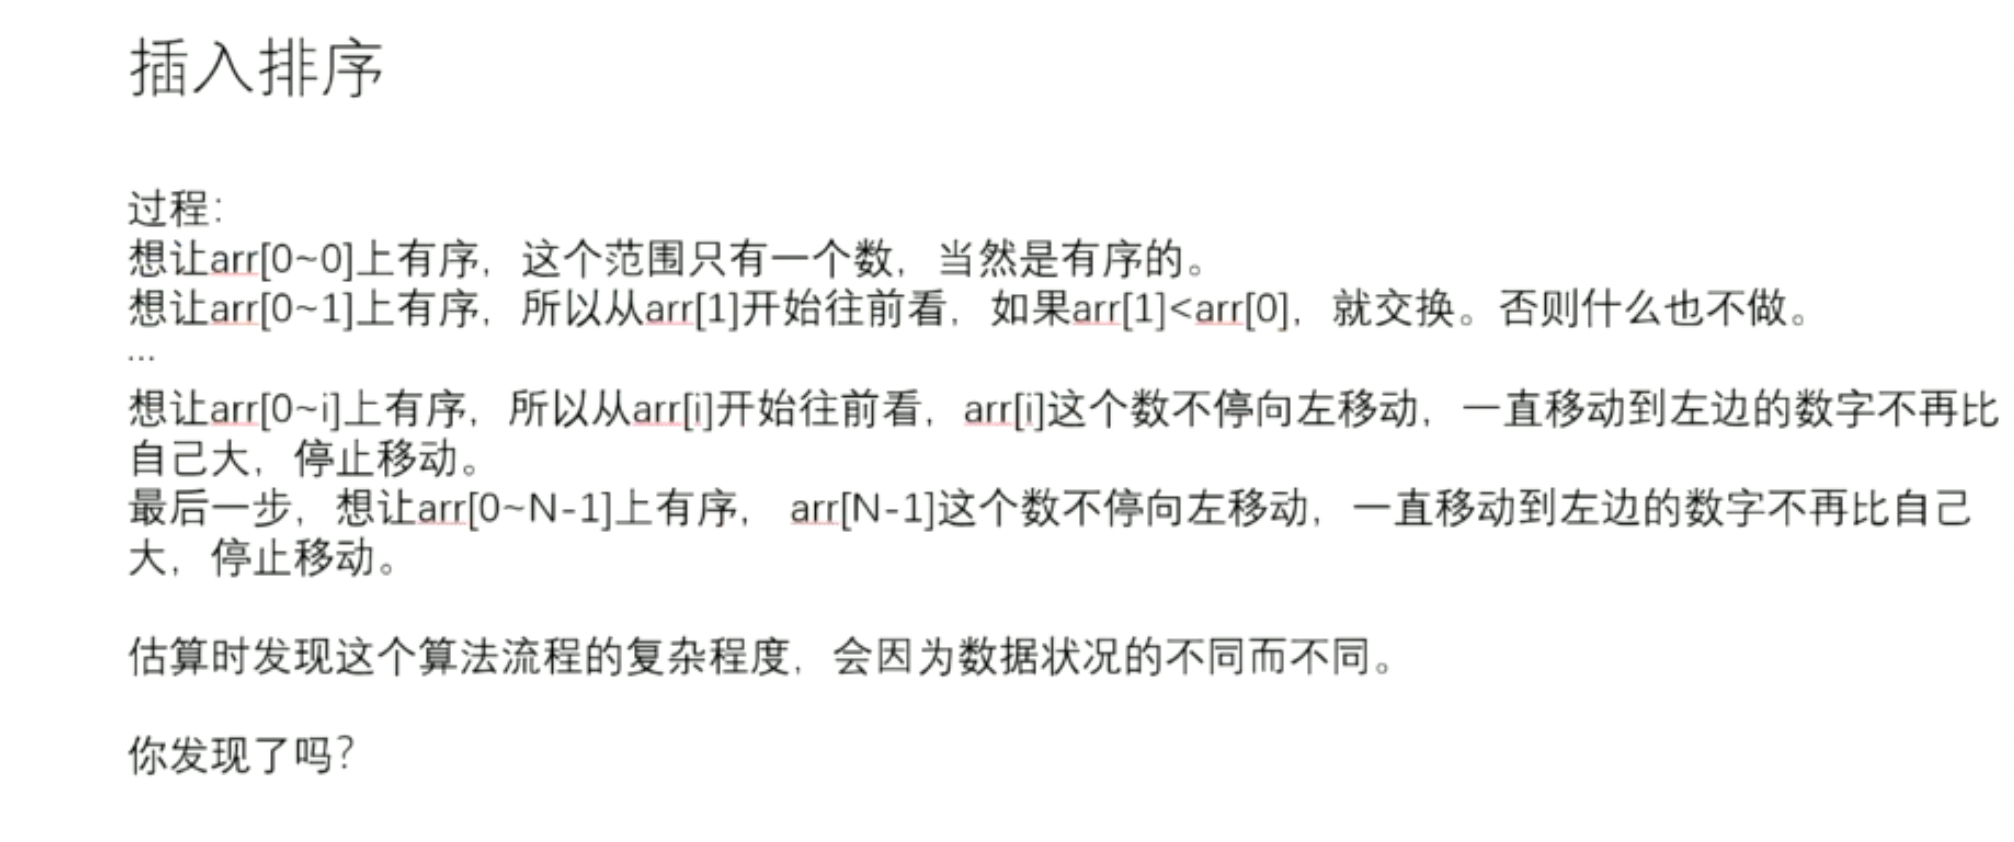 插入排序
过程：
想让arr[0~0]上有序，这个范围只有一个数，当然是有序的。
想让arr[0~1]上有序，所以从arr[1]开始往前看，如果arr[1]<arr[0]，就交换。否则什么也不做。
…
想让arr[0~i]上有序，所以从arr[i]开始往前看，arr[i]这个数不停向左移动，一直移动到左边的数字不再比
自己大，停止移动。
最后一步，想让arr[0~N-1]上有序， arr[N-1]这个数不停向左移动，一直移动到左边的数字不再比自己
大，停止移动。
估算时发现这个算法流程的复杂程度，会因为数据状况的不同而不同。
你发现了吗？